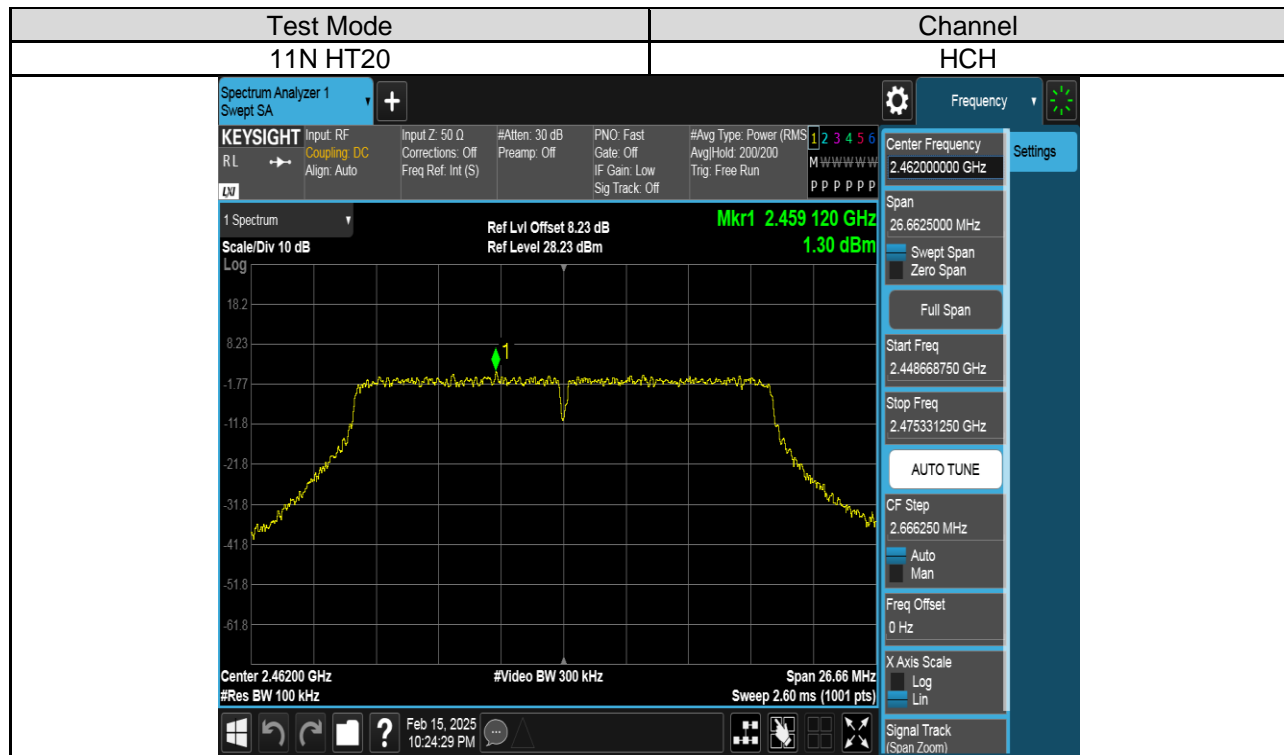 Test Mode Channel
11N HT20 HCH
Spectrum Analyzer 1
Swept SA
+
Frequency
KEYSIGHT Input: RF Input Z: 50 Ω #Atten: 30 dB PNO: Fast #Avg Type: Power (RMS 1 2 3 4 5 6
RL Coupling: DC Corrections: Off Preamp: Off Gate: Off Avg|Hold: 200/200 M W W W W W
Align: Auto Freq Ref: Int (S) IF Gain: Low Trig: Free Run
LXI Sig Track: Off P P P P P P
Center Frequency
2.462000000 GHz
Settings
1 Spectrum
Ref Lvl Offset 8.23 dB
Mkr1 2.459 120 GHz
Scale/Div 10 dB
Ref Level 28.23 dBm
1.30 dBm
Log
18.2
8.23
-1.77
-11.8
-21.8
-31.8
-41.8
-51.8
-61.8
1
Span
26.6625000 MHz
Swept Span
Zero Span
Full Span
Start Freq
2.448668750 GHz
Stop Freq
2.475331250 GHz
AUTO TUNE
CF Step
2.666250 MHz
Auto
Man
Freq Offset
0 Hz
X Axis Scale
Log
Lin
Signal Track
(Span Zoom)
Center 2.46200 GHz #Video BW 300 kHz Span 26.66 MHz
#Res BW 100 kHz Sweep 2.60 ms (1001 pts)
? Feb 15, 2025
10:24:29 PM